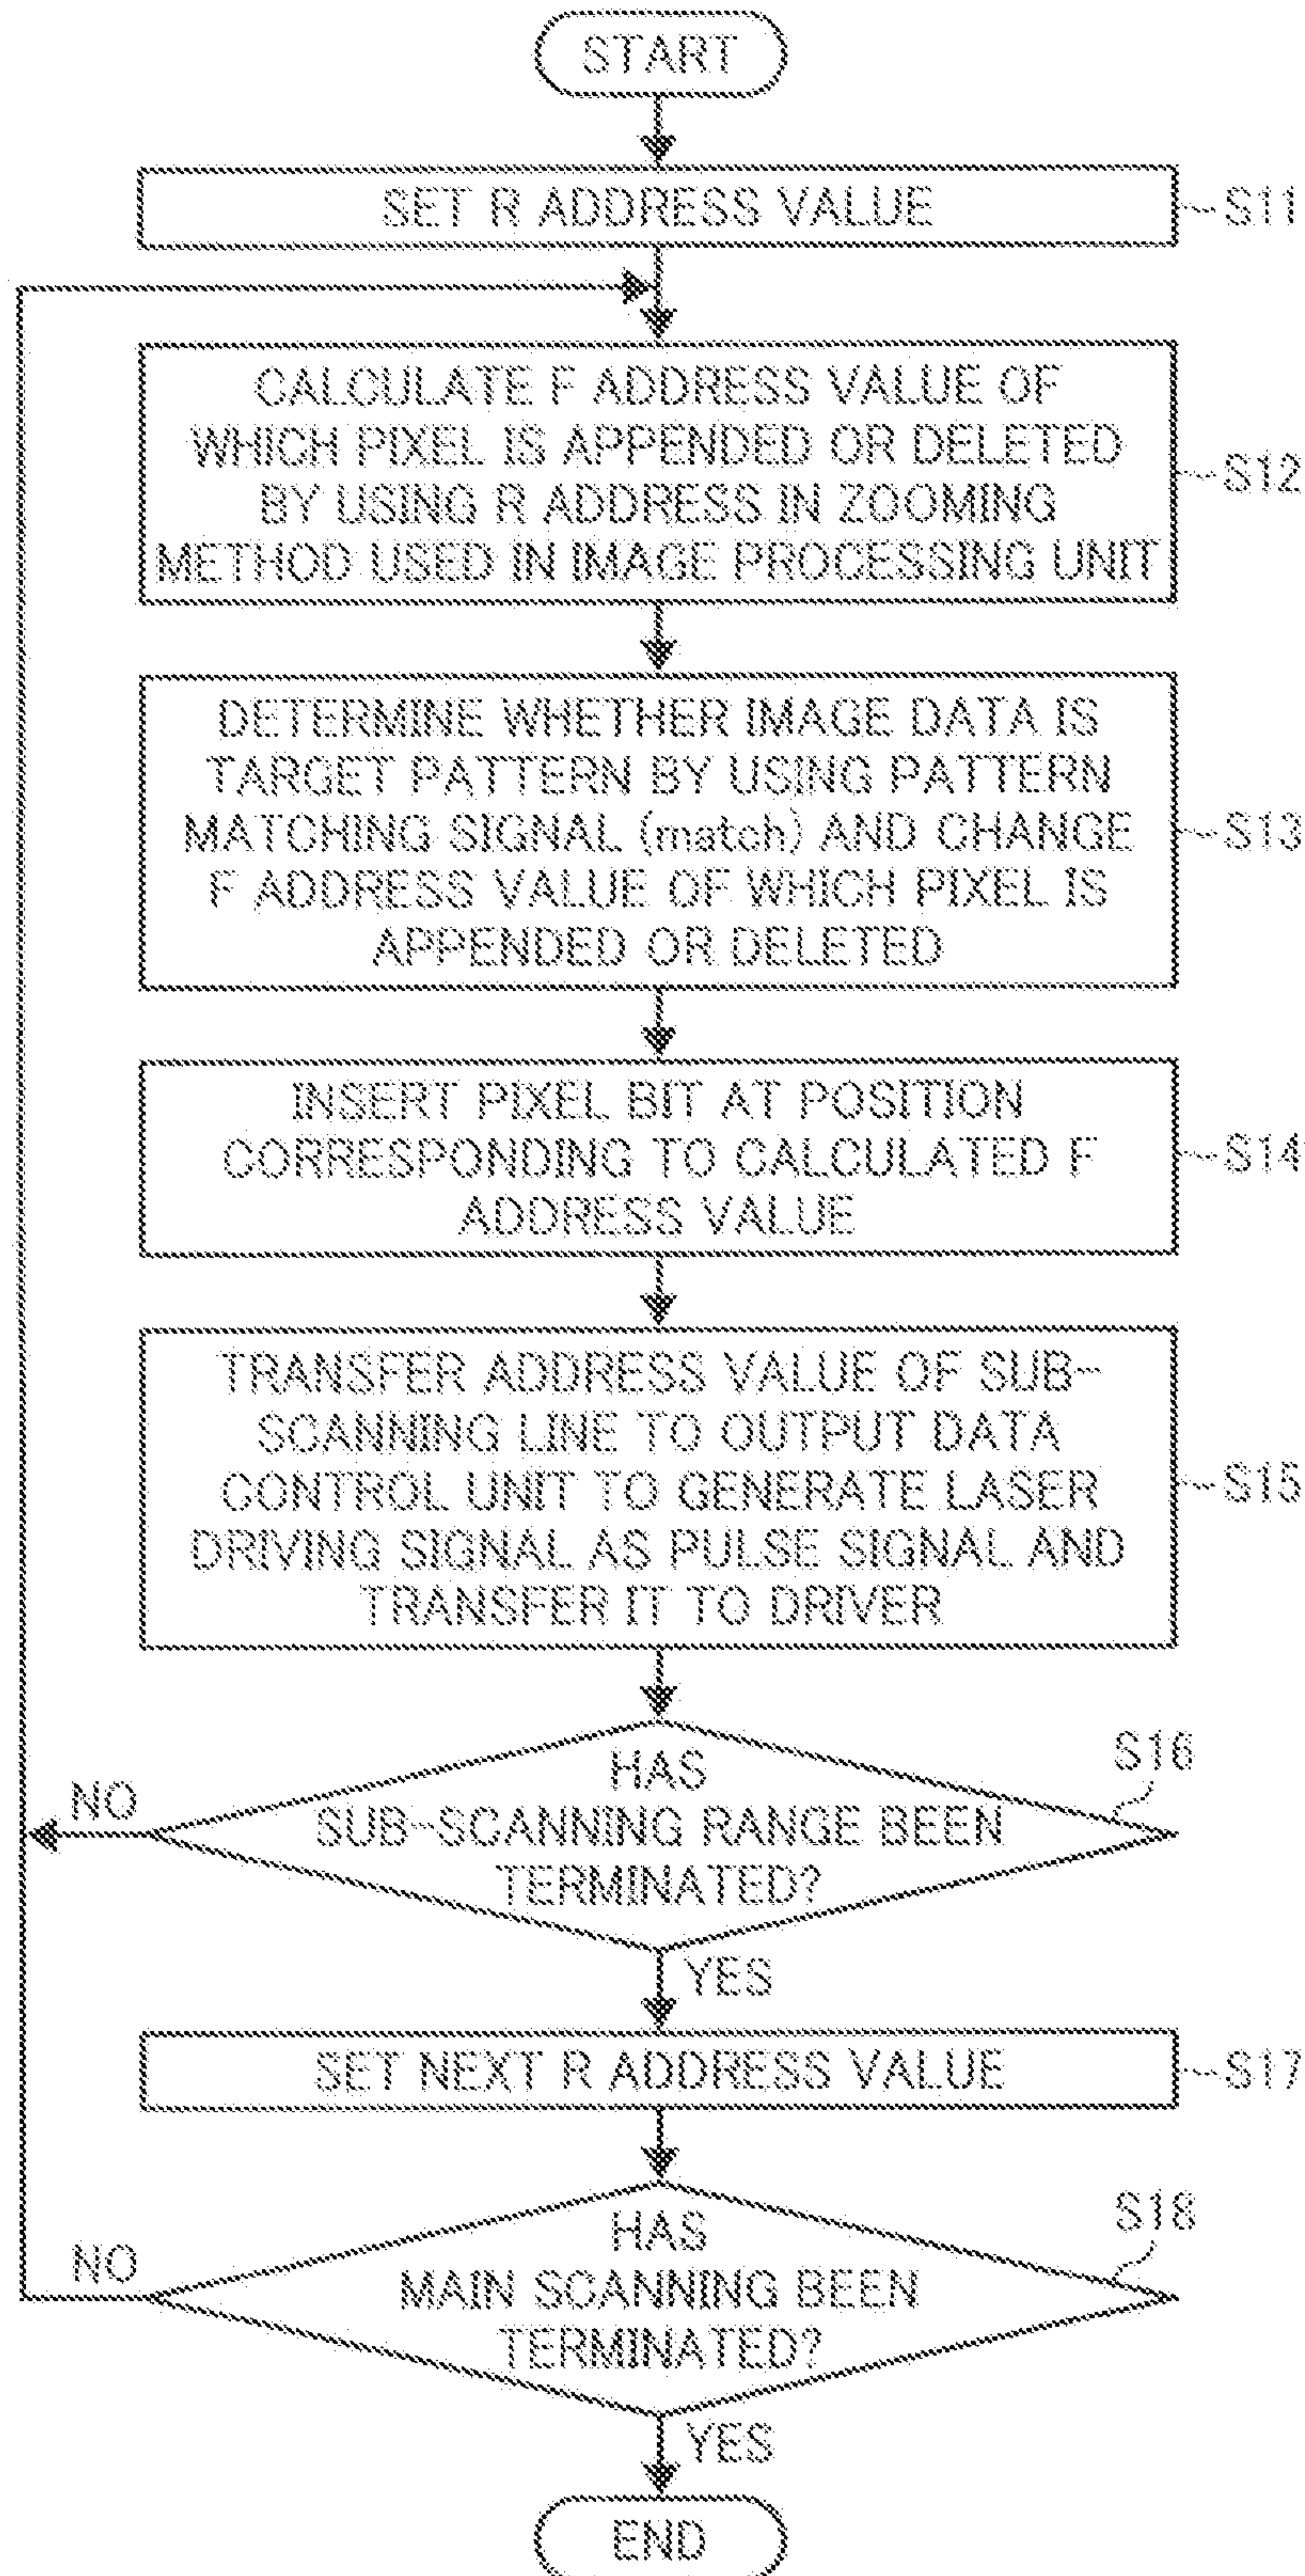 START
SET R ADDRESS VALUE
S11
CALCULATE F ADDRESS VALUE OF
WHICH PIXEL IS APPENDED OR DELETED
BY USING R ADDRESS IN ZOOMING
METHOD USED IN IMAGE PROCESSING UNIT
S12
DETERMINE WHETHER IMAGE DATA IS
TARGET PATTERN BY USING PATTERN
MATCHING SIGNAL (match) AND CHANGE
F ADDRESS VALUE OF WHICH PIXEL IS
APPENDED OR DELETED
S13
INSERT PIXEL BIT AT POSITION
CORRESPONDING TO CALCULATED F
ADDRESS VALUE
S14
TRANSFER ADDRESS VALUE OF SUB-
SCANNING LINE TO OUTPUT DATA
CONTROL UNIT TO GENERATE LASER
DRIVING SIGNAL AS PULSE SIGNAL AND
TRANSFER IT TO DRIVER
S15
HAS
SUB-SCANNING RANGE BEEN
TERMINATED?
S16
NO
YES
SET NEXT R ADDRESS VALUE
S17
HAS
MAIN SCANNING BEEN
TERMINATED?
S18
NO
YES
END